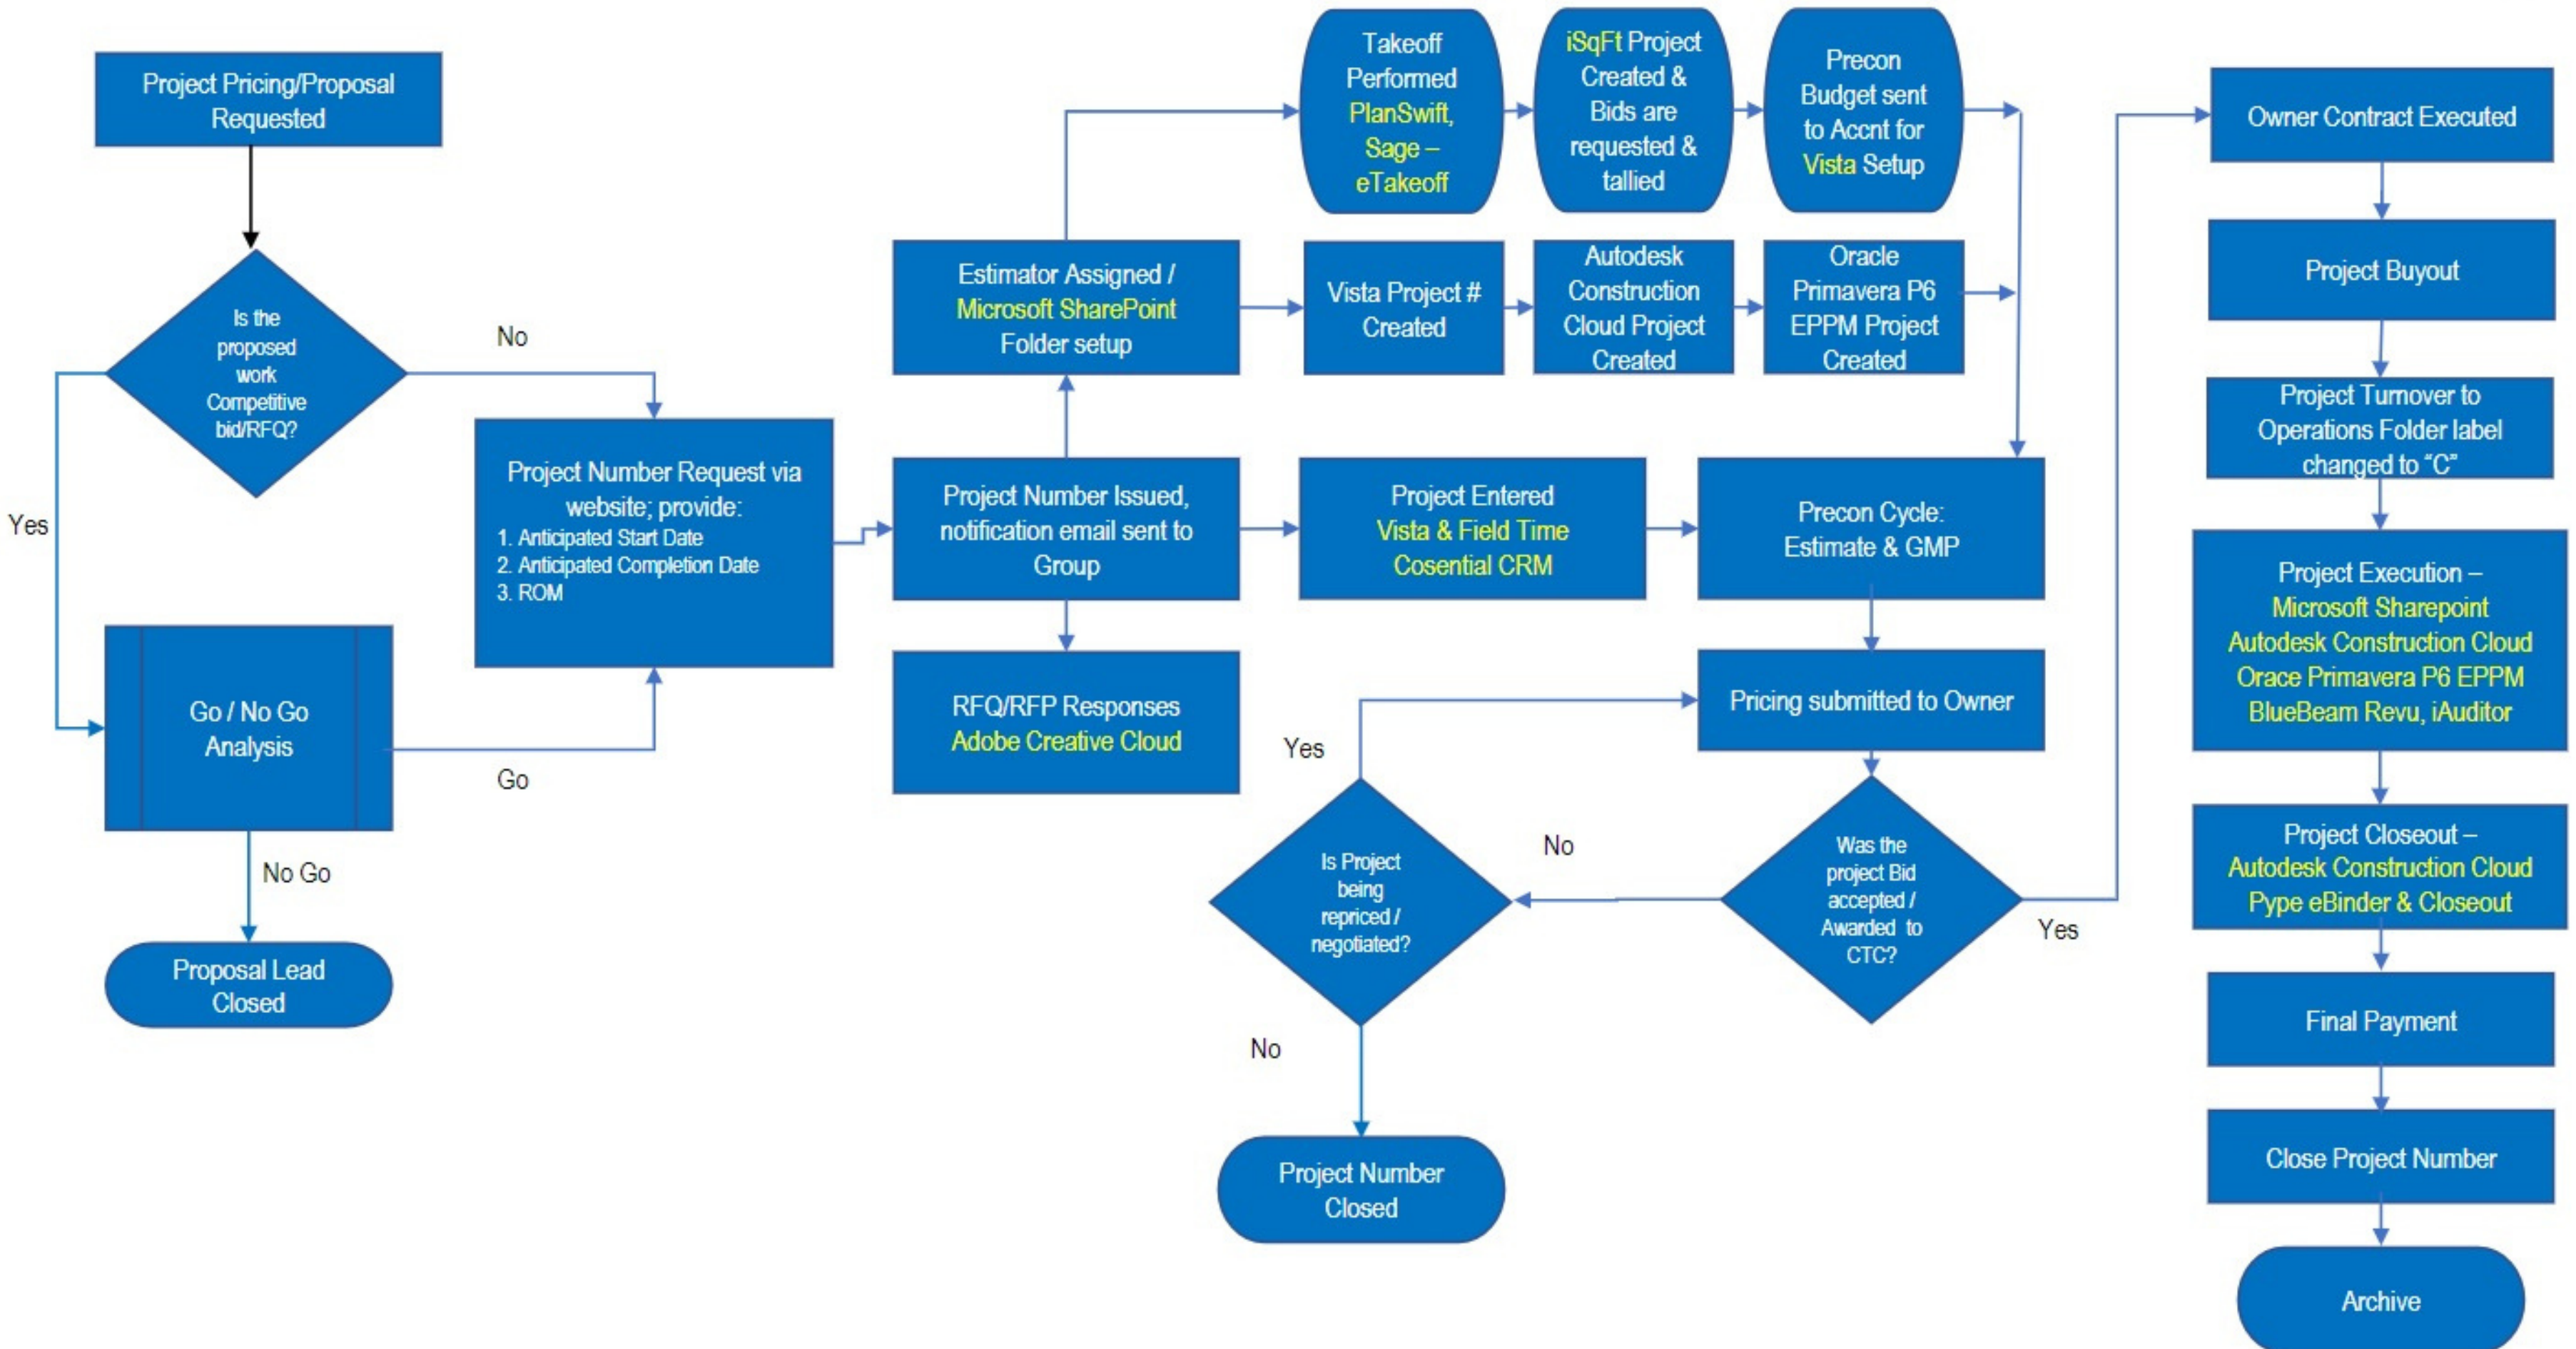 Project Pricing/Proposal
Requested
Is the
proposed
work
Competitive
bid/RFQ?
No
Yes
Go / No Go
Analysis
Go
No Go
Proposal Lead
Closed
Project Number Request via
website; provide:
1. Anticipated Start Date
2. Anticipated Completion Date
3. ROM
Estimator Assigned /
Microsoft SharePoint
Folder setup
Project Number Issued,
notification email sent to
Group
RFQ/RFP Responses
Adobe Creative Cloud
Takeoff
Performed
PlanSwift,
Sage –
eTakeoff
iSqFt Project
Created &
Bids are
requested &
tallied
Precon
Budget sent
to Accnt for
Vista Setup
Vista Project #
Created
Autodesk
Construction
Cloud Project
Created
Oracle
Primavera P6
EPPM Project
Created
Project Entered
Vista & Field Time
Cosential CRM
Precon Cycle:
Estimate & GMP
Pricing submitted to Owner
Was the
project Bid
accepted /
Awarded to
CTC?
No
Yes
Is Project
being
repriced /
negotiated?
Yes
No
Project Number
Closed
Owner Contract Executed
Project Buyout
Project Turnover to
Operations Folder label
changed to “C”
Project Execution –
Microsoft Sharepoint
Autodesk Construction Cloud
Orace Primavera P6 EPPM
BlueBeam Revu, iAuditor
Project Closeout –
Autodesk Construction Cloud
Pype eBinder & Closeout
Final Payment
Close Project Number
Archive